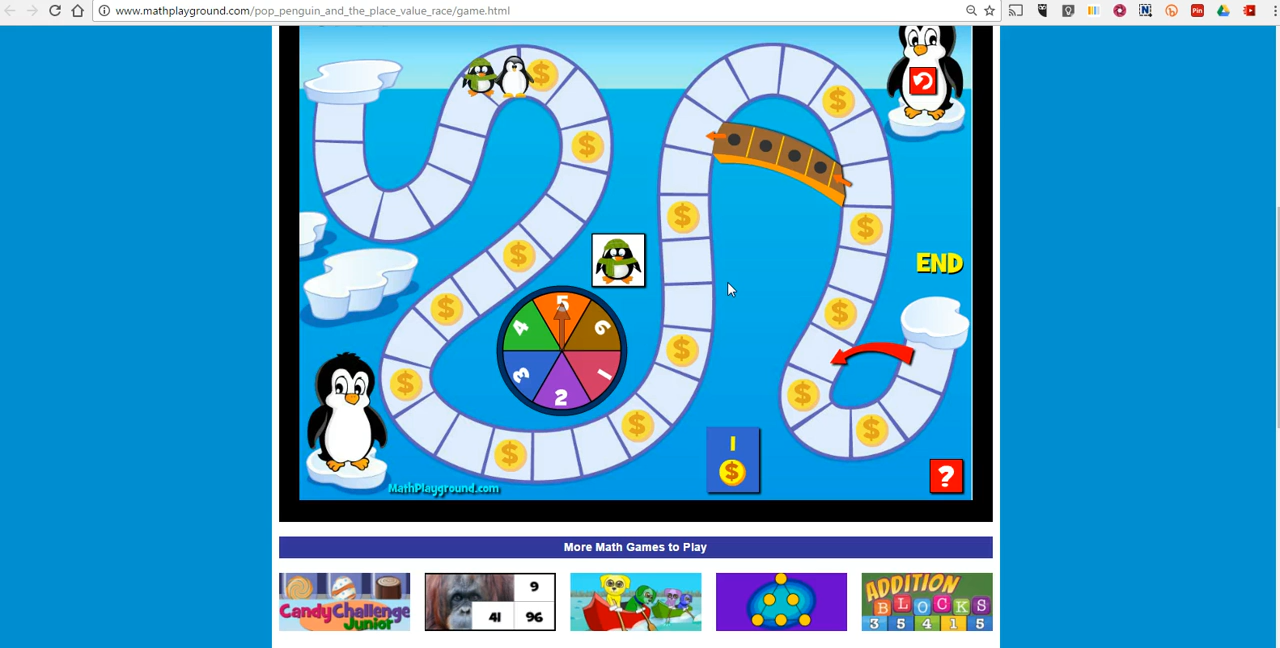 www.mathplayground.com/pop_penguin_and_the_place_value_race/game.html
Pin
N
$
$
$
$
$
END
$
$
$
5
4
6
3
1
2
$
$
$
$
$
$
$
1
$
?
MathPlayground.com
More Math Games to Play
Candy Challenge
Junior
9
41 96
ADDITION
BLOCKS
3 5 4 1 5